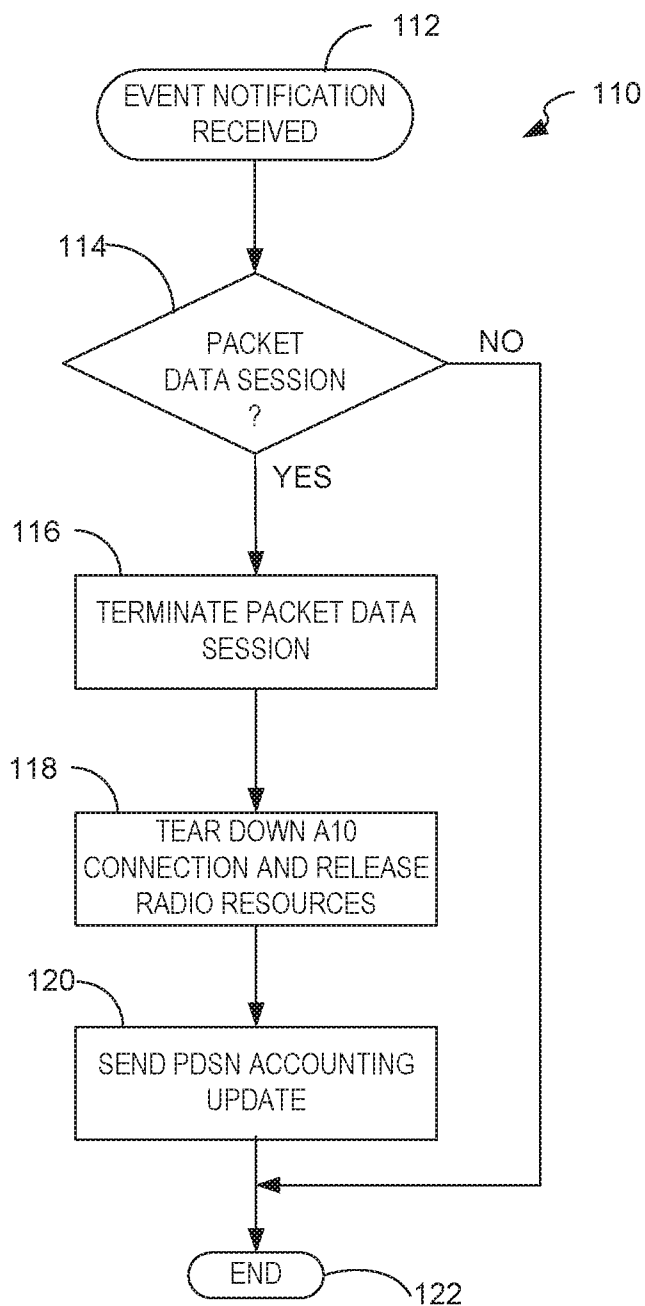 112
EVENT NOTIFICATION
RECEIVED
110
114
PACKET
DATA SESSION
?
NO
YES
116
TERMINATE PACKET DATA
SESSION
118
TEAR DOWN A10
CONNECTION AND RELEASE
RADIO RESOURCES
120
SEND PDSN ACCOUNTING
UPDATE
END
122